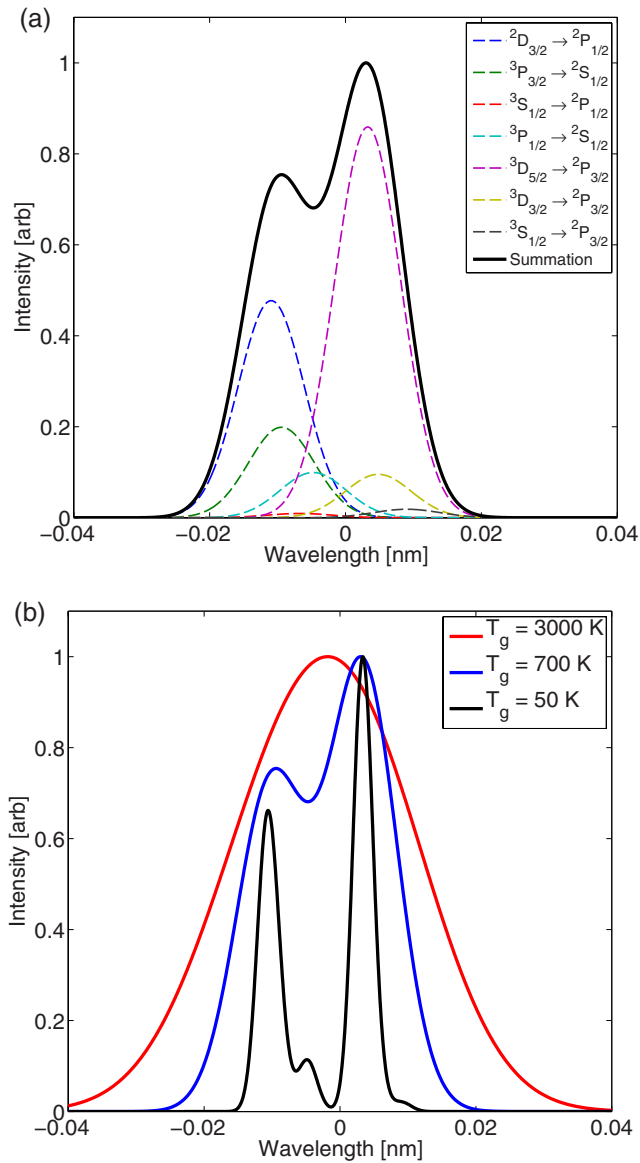 (a)
²D₃/₂ → ²P₁/₂
³P₃/₂ → ²S₁/₂
³S₁/₂ → ²P₁/₂
³P₁/₂ → ²S₁/₂
³D₅/₂ → ²P₃/₂
³D₃/₂ → ²P₃/₂
³S₁/₂ → ²P₃/₂
Summation
1
0.8
0.6
0.4
0.2
0
Intensity [arb]
−0.04 −0.02 0 0.02 0.04
Wavelength [nm]
(b)
T_g = 3000 K
T_g = 700 K
T_g = 50 K
1
0.8
0.6
0.4
0.2
0
Intensity [arb]
−0.04 −0.02 0 0.02 0.04
Wavelength [nm]